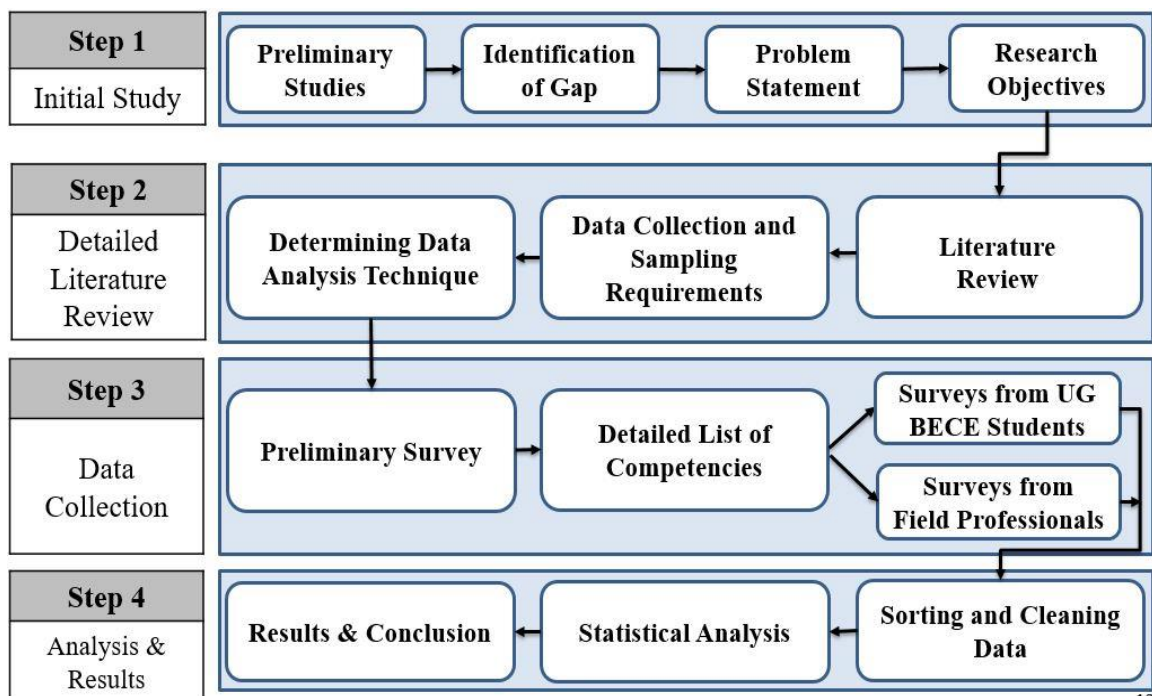 Step 1
Initial Study
Preliminary
Studies
Identification
of Gap
Problem
Statement
Research
Objectives
Step 2
Detailed
Literature
Review
Determining Data
Analysis Technique
Data Collection and
Sampling
Requirements
Literature
Review
Step 3
Data
Collection
Preliminary Survey
Detailed List of
Competencies
Surveys from UG
BECE Students
Surveys from
Field Professionals
Step 4
Analysis &
Results
Results & Conclusion
Statistical Analysis
Sorting and Cleaning
Data